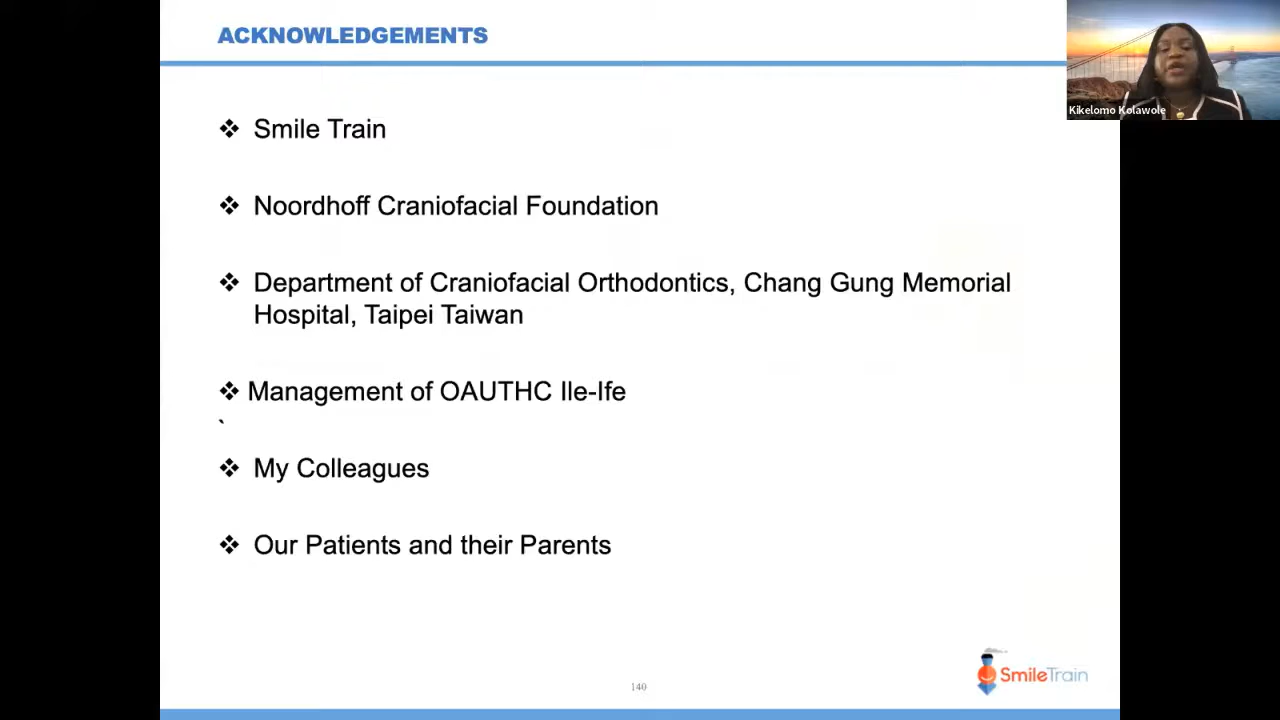 ACKNOWLEDGEMENTS
Kikelomo Kolawole
❖ Smile Train
❖ Noordhoff Craniofacial Foundation
❖ Department of Craniofacial Orthodontics, Chang Gung Memorial
Hospital, Taipei Taiwan
❖ Management of OAUTHC Ile-Ife
`
❖ My Colleagues
❖ Our Patients and their Parents
SmileTrain
140